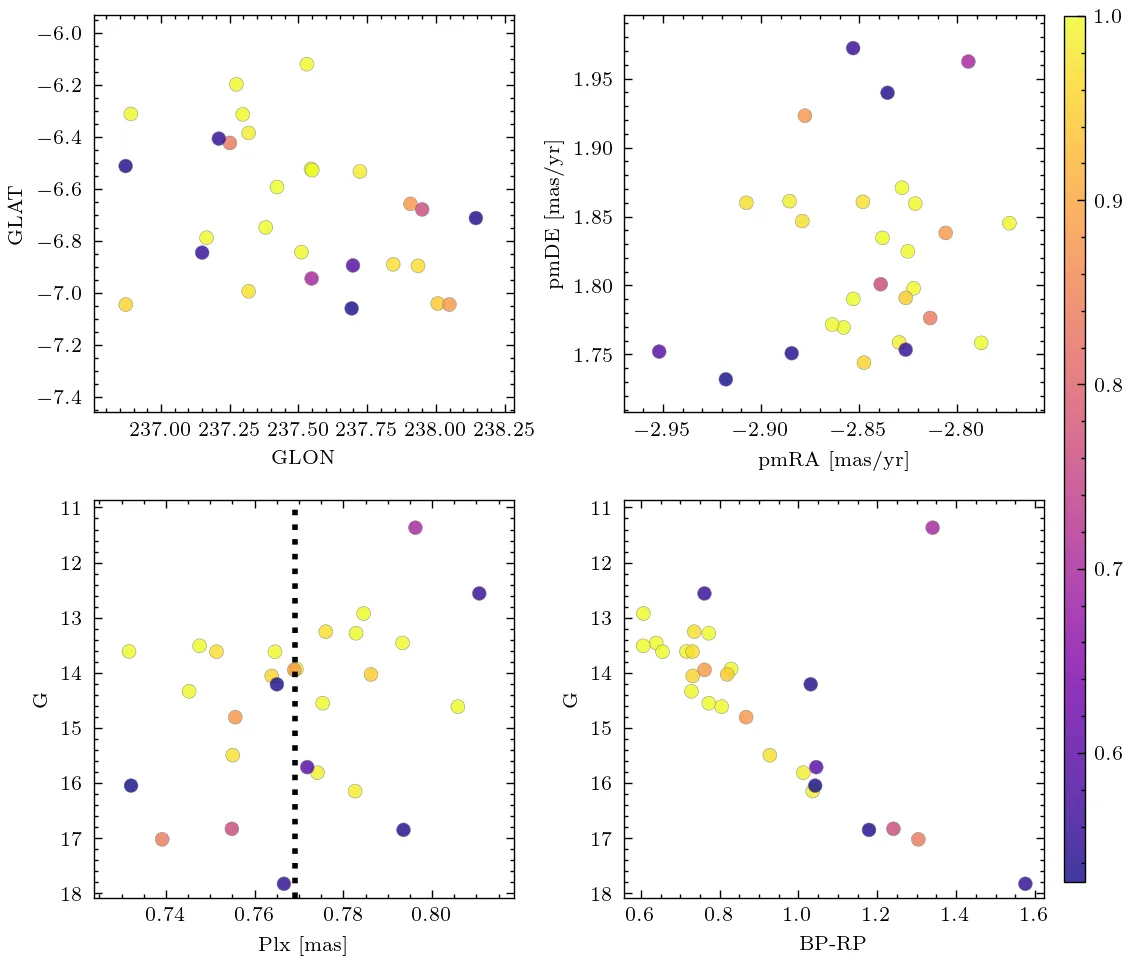 −6.0
−6.2
−6.4
−6.6
−6.8
−7.0
−7.2
−7.4
GLAT
237.00 237.25 237.50 237.75 238.00 238.25
GLON
1.95
1.90
1.85
1.80
1.75
pmDE [mas/yr]
−2.95 −2.90 −2.85 −2.80
pmRA [mas/yr]
11
12
13
14
15
16
17
18
G
0.74 0.76 0.78 0.80
Plx [mas]
11
12
13
14
15
16
17
18
G
0.6 0.8 1.0 1.2 1.4 1.6
BP-RP
1.0
0.9
0.8
0.7
0.6